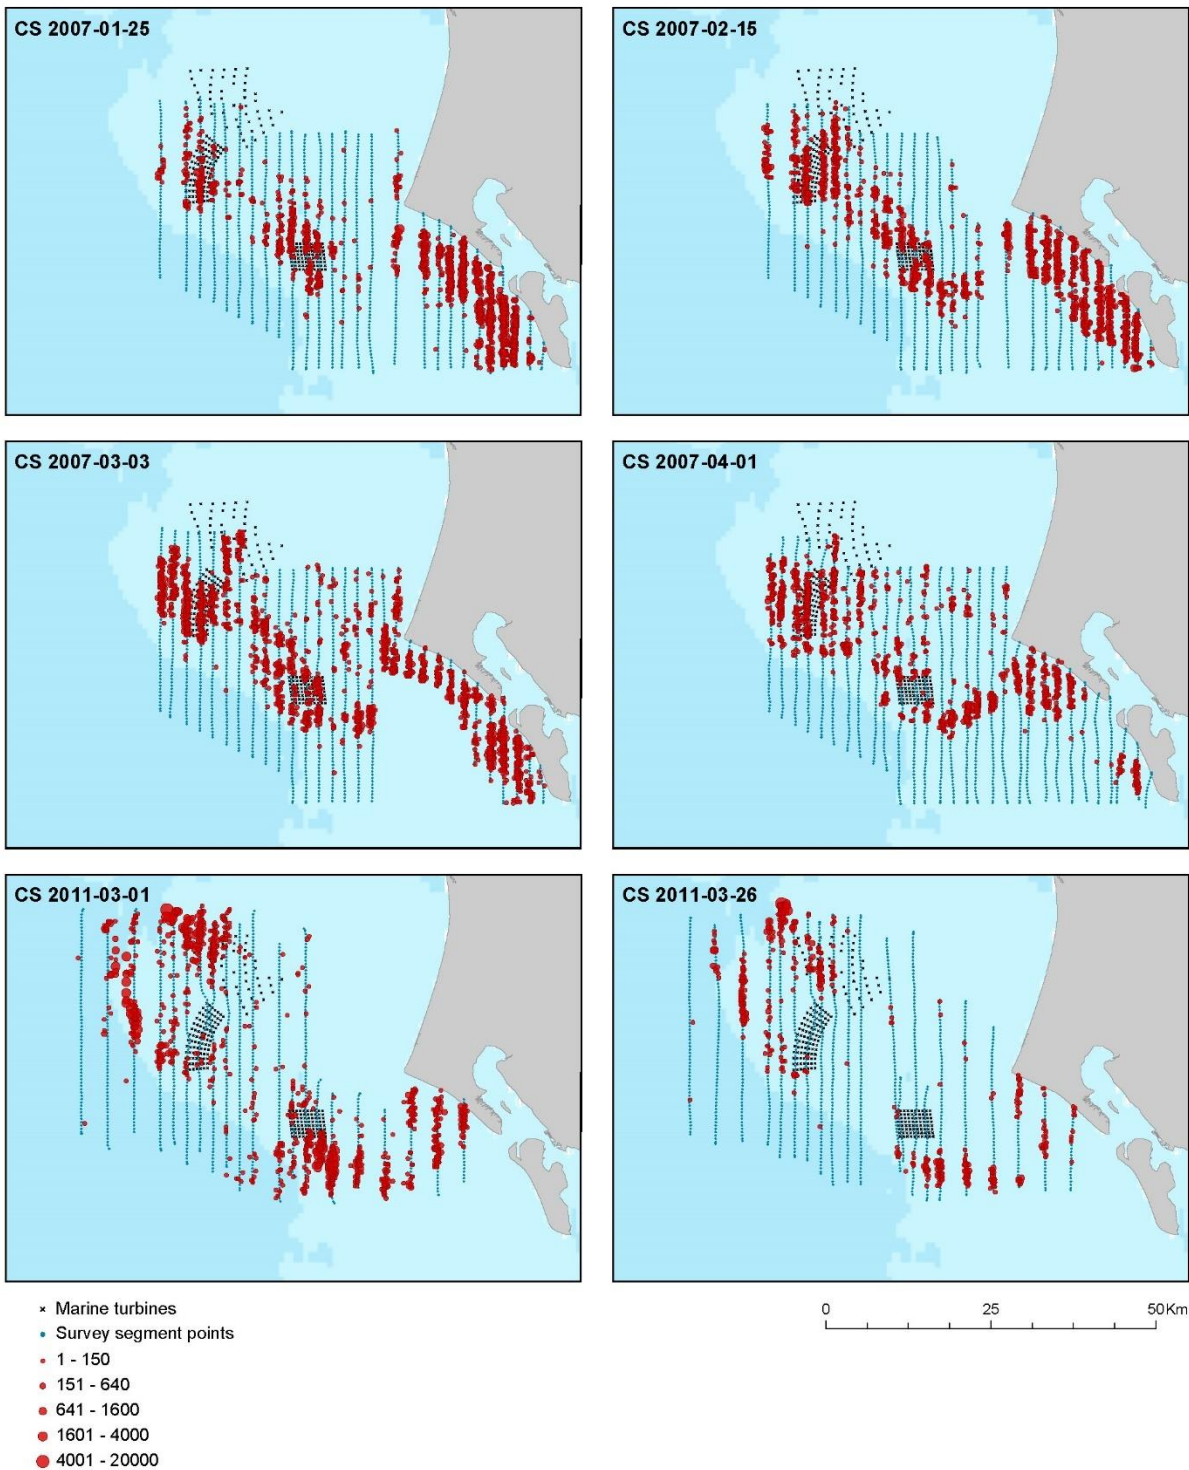 CS 2007-01-25
CS 2007-02-15
CS 2007-03-03
CS 2007-04-01
CS 2011-03-01
CS 2011-03-26
Marine turbines
Survey segment points
1 - 150
151 - 640
641 - 1600
1601 - 4000
4001 - 20000
0 25 50 Km